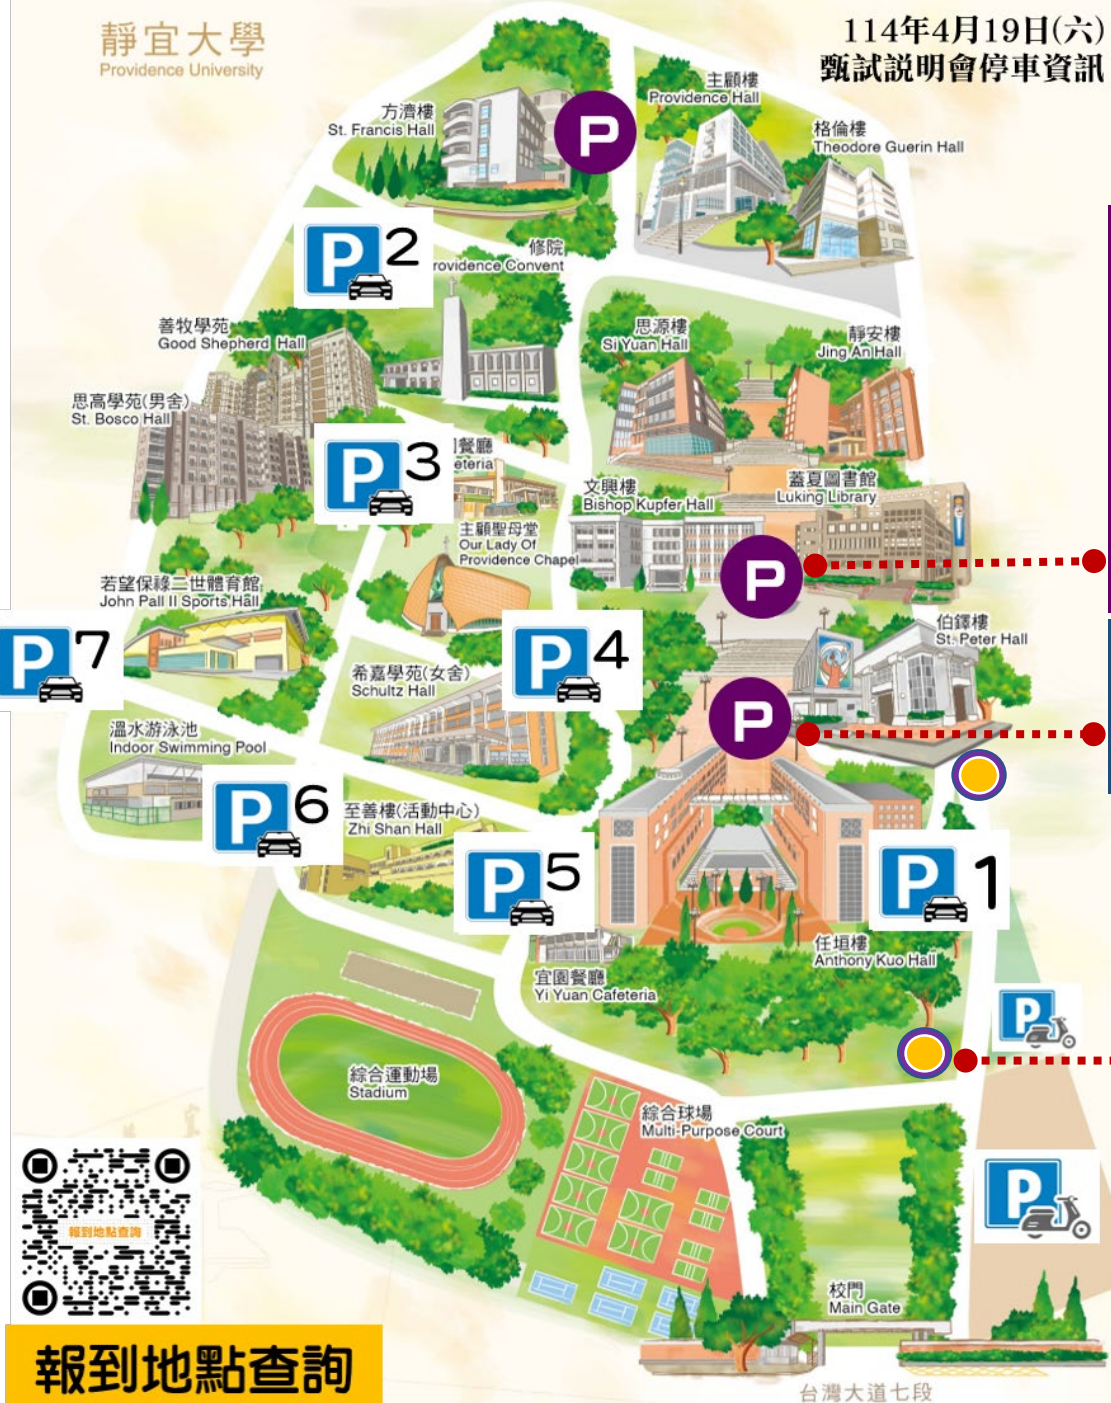 靜宜大學
Providence University
114年4月19日(六)
甄試說明會停車資訊
方濟樓
St. Francis Hall
P
主顧樓
Providence Hall
格倫樓
Theodore Guerin Hall
P 2
修院
rovidence Convent
善牧學苑
Good Shepherd Hall
思源樓
Si Yuan Hall
靜安樓
Jing An Hall
思高學苑(男舍)
St. Bosco Hall
P 3
餐廳
eteria
文興樓
Bishop Kupfer Hall
蓋夏圖書館
Luking Library
主顧聖母堂
Our Lady Of
Providence Chapel
P
若望保祿二世體育館
John Pall II Sports Hall
P 7
P 4
伯鐸樓
St. Peter Hall
希嘉學苑(女舍)
Schultz Hall
P
溫水游泳池
Indoor Swimming Pool
P 6
至善樓(活動中心)
Zhi Shan Hall
P 5
P 1
任垣樓
Anthony Kuo Hall
宜園餐廳
Yi Yuan Cafeteria
P
綜合運動場
Stadium
綜合球場
Multi-Purpose Court
P
報到地點查詢
校門
Main Gate
報到地點查詢
台灣大道七段